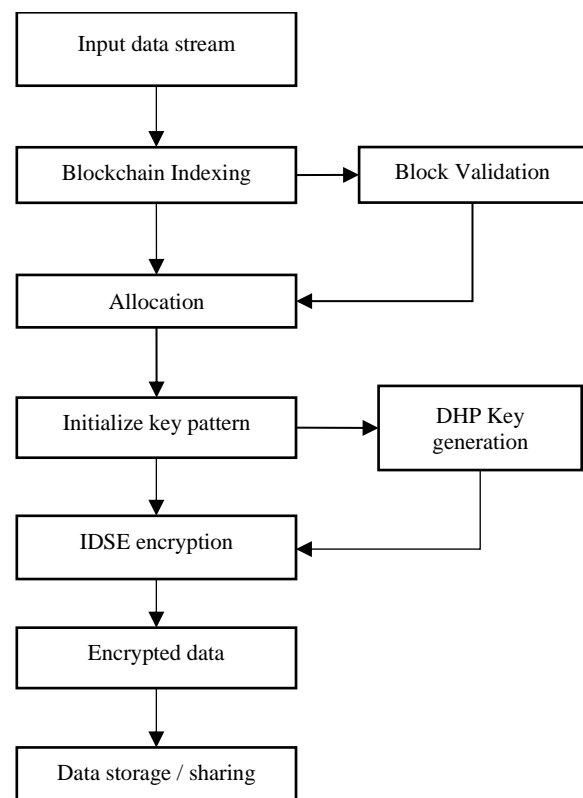 Input data stream
Blockchain Indexing
Block Validation
Allocation
Initialize key pattern
DHP Key
generation
IDSE encryption
Encrypted data
Data storage / sharing